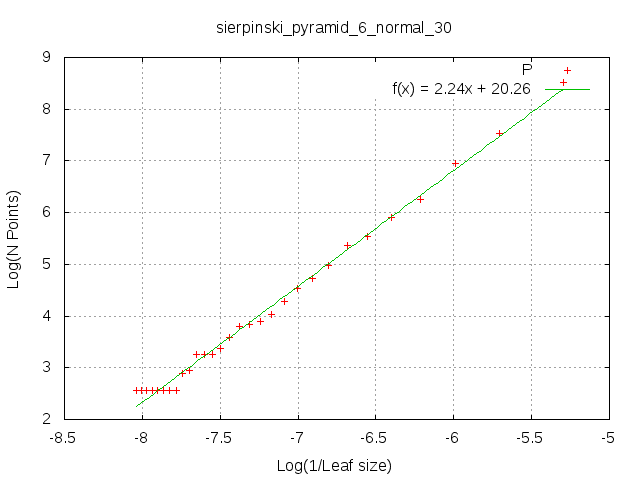 sierpinski_pyramid_6_normal_30
P
f(x) = 2.24x + 20.26
9
8
7
6
5
4
3
2
Log(N Points)
-8.5 -8 -7.5 -7 -6.5 -6 -5.5 -5
Log(1/Leaf size)